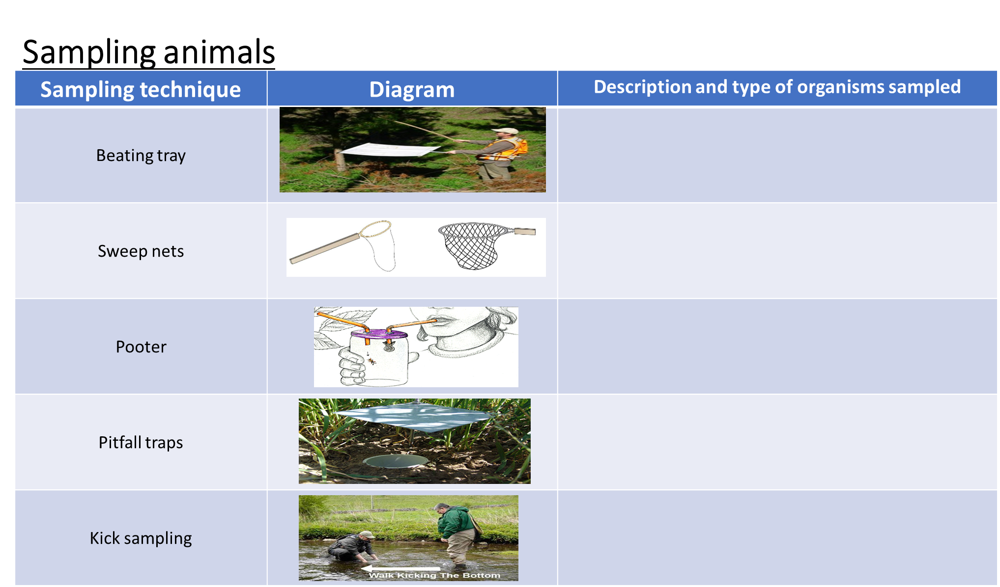 Sampling animals
Sampling technique
Diagram
Description and type of organisms sampled
Beating tray
Sweep nets
Pooter
Pitfall traps
Kick sampling
Walk Kicking The Bottom